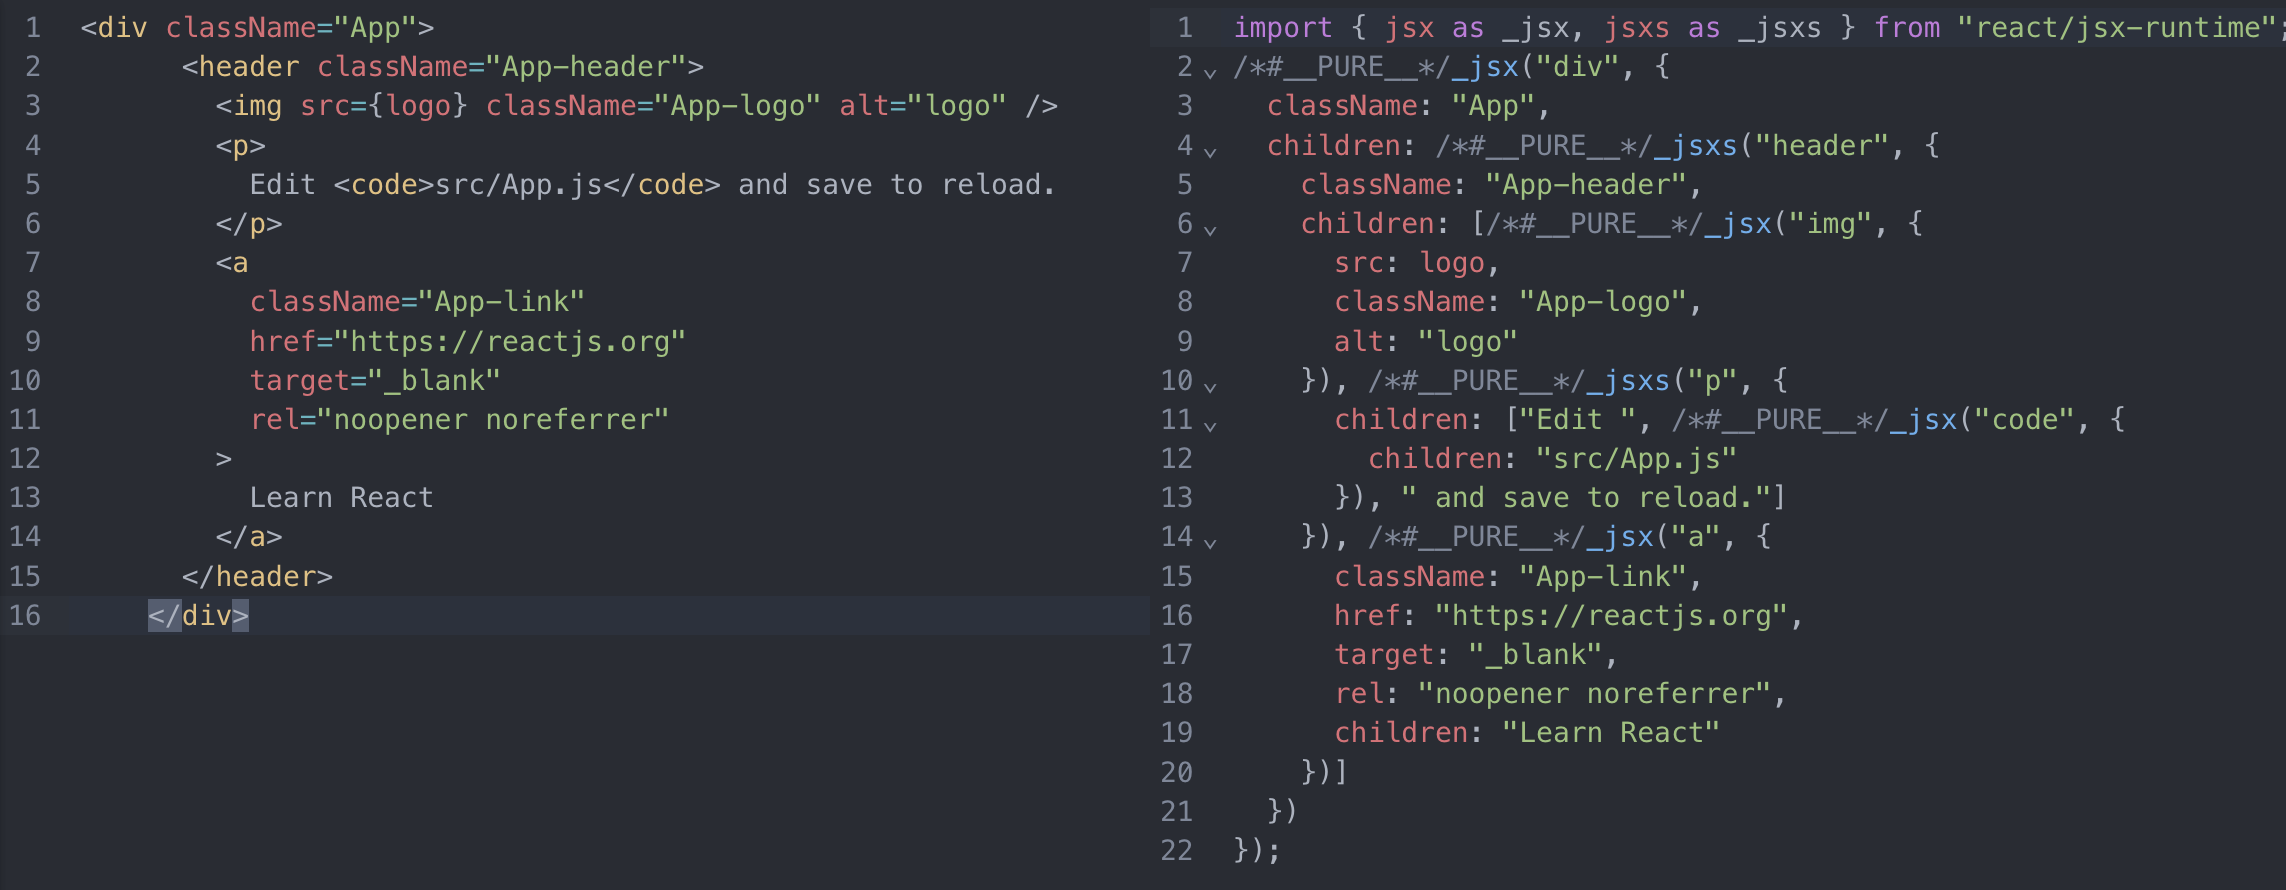 1 <div className="App">
2 <header className="App-header">
3 <img src={logo} className="App-logo" alt="logo" />
4 <p>
5 Edit <code>src/App.js</code> and save to reload.
6 </p>
7 <a
8 className="App-link"
9 href="https://reactjs.org"
10 target="_blank"
11 rel="noopener noreferrer"
12 >
13 Learn React
14 </a>
15 </header>
16 </div>
1 import { jsx as _jsx, jsxs as _jsxs } from "react/jsx-runtime";
2 /*#__PURE__*/_jsx("div", {
3 className: "App",
4 children: /*#__PURE__*/_jsxs("header", {
5 className: "App-header",
6 children: [/*#__PURE__*/_jsx("img", {
7 src: logo,
8 className: "App-logo",
9 alt: "logo"
10 }), /*#__PURE__*/_jsxs("p", {
11 children: ["Edit ", /*#__PURE__*/_jsx("code", {
12 children: "src/App.js"
13 }), " and save to reload."]
14 }), /*#__PURE__*/_jsx("a", {
15 className: "App-link",
16 href: "https://reactjs.org",
17 target: "_blank",
18 rel: "noopener noreferrer",
19 children: "Learn React"
20 })]
21 })
22 });